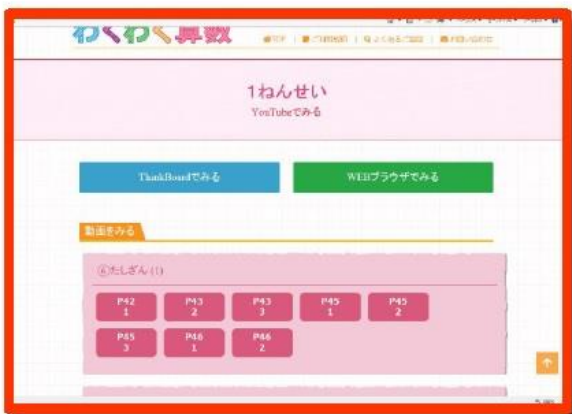 わくわく算数
1ねんせい
YouTubeでみる
ThinkBoardでみる
WEBブラウザでみる
動画をみる
⑥たしざん (1)
P42 P43 P43 P45 P45
1 2 3 1 2
P45 P46 P46
3 1 2